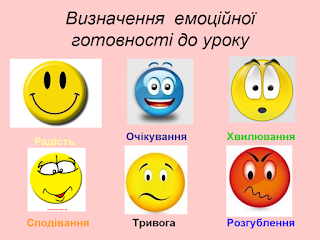 Визначення емоційної
готовності до уроку
Радість
Очікування
Хвилювання
Сподівання
Тривога
Розгублення